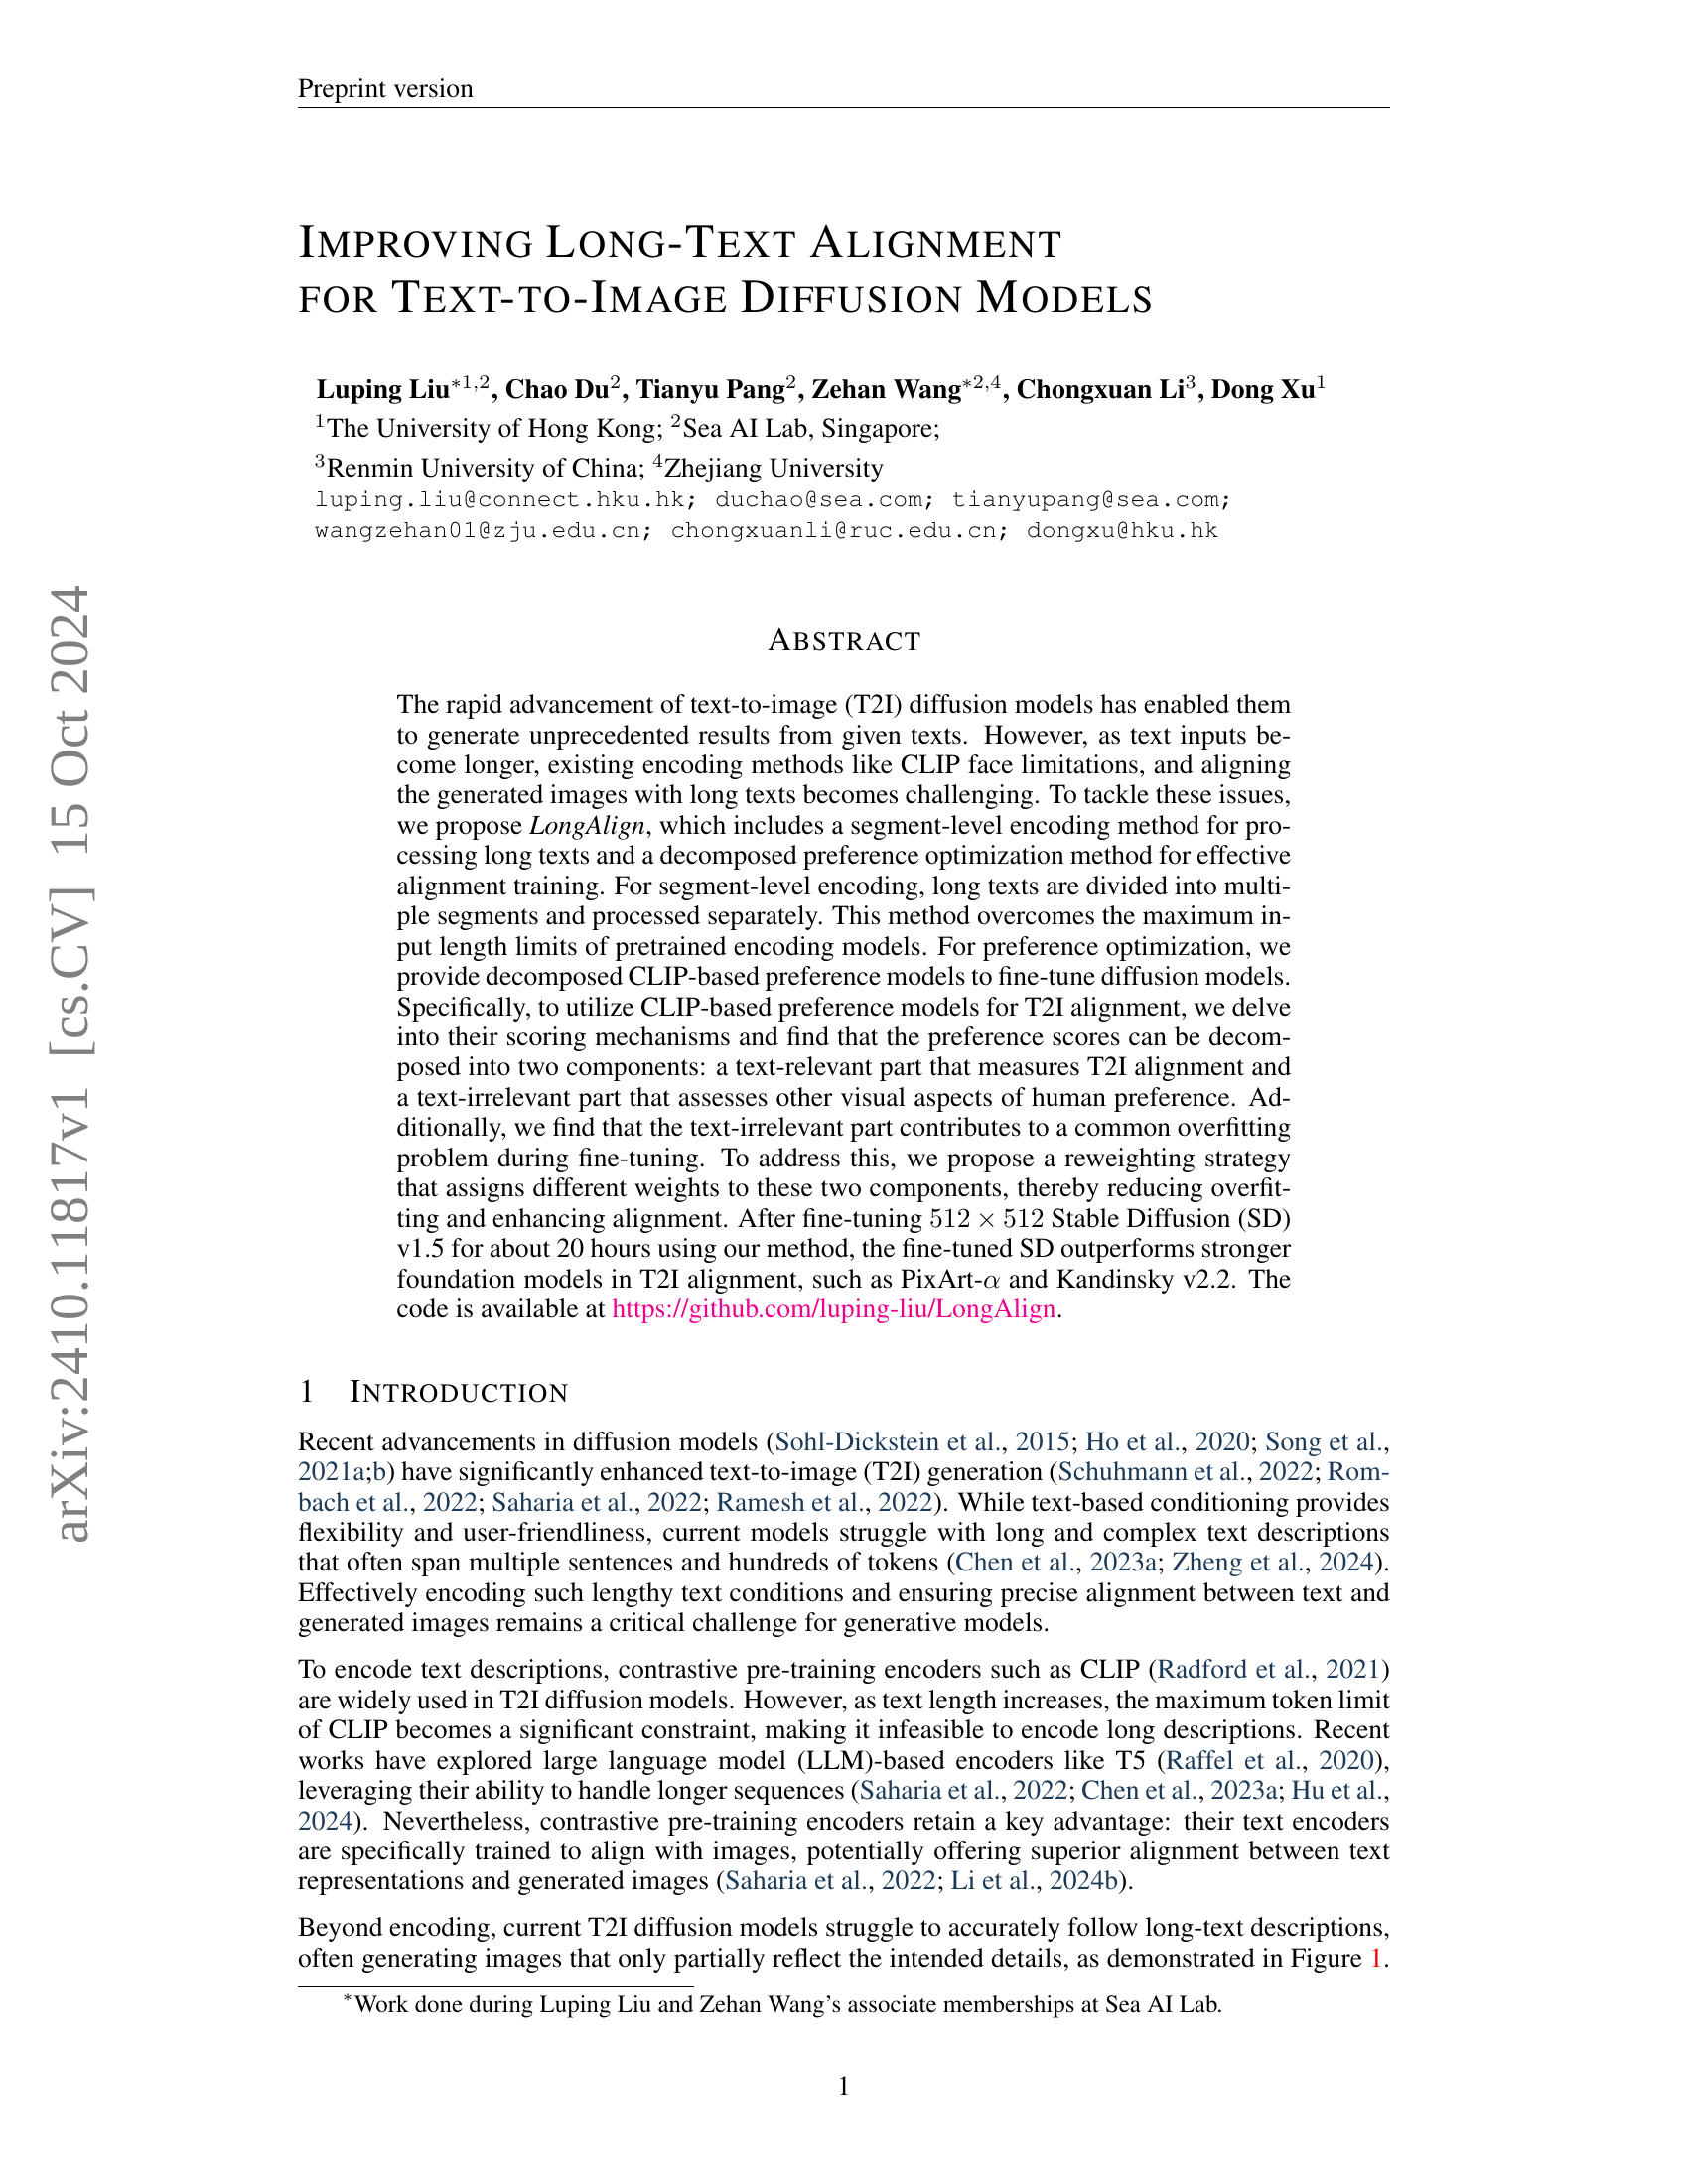 Preprint version
IMPROVING LONG-TEXT ALIGNMENT
FOR TEXT-TO-IMAGE DIFFUSION MODELS
Luping Liu*1,2, Chao Du2, Tianyu Pang2, Zehan Wang*2,4, Chongxuan Li3, Dong Xu1
1The University of Hong Kong; 2Sea AI Lab, Singapore;
3Renmin University of China; 4Zhejiang University
luping.liu@connect.hku.hk; duchao@sea.com; tianyupang@sea.com;
wangzehan01@zju.edu.cn; chongxuanli@ruc.edu.cn; dongxu@hku.hk
ABSTRACT
The rapid advancement of text-to-image (T2I) diffusion models has enabled them
to generate unprecedented results from given texts. However, as text inputs be-
come longer, existing encoding methods like CLIP face limitations, and aligning
the generated images with long texts becomes challenging. To tackle these issues,
we propose LongAlign, which includes a segment-level encoding method for pro-
cessing long texts and a decomposed preference optimization method for effective
alignment training. For segment-level encoding, long texts are divided into multi-
ple segments and processed separately. This method overcomes the maximum in-
put length limits of pretrained encoding models. For preference optimization, we
provide decomposed CLIP-based preference models to fine-tune diffusion models.
Specifically, to utilize CLIP-based preference models for T2I alignment, we delve
into their scoring mechanisms and find that the preference scores can be decom-
posed into two components: a text-relevant part that measures T2I alignment and
a text-irrelevant part that assesses other visual aspects of human preference. Ad-
ditionally, we find that the text-irrelevant part contributes to a common overfitting
problem during fine-tuning. To address this, we propose a reweighting strategy
that assigns different weights to these two components, thereby reducing overfit-
ting and enhancing alignment. After fine-tuning 512 × 512 Stable Diffusion (SD)
v1.5 for about 20 hours using our method, the fine-tuned SD outperforms stronger
foundation models in T2I alignment, such as PixArt-α and Kandinsky v2.2. The
code is available at https://github.com/luping-liu/LongAlign.
1 INTRODUCTION
Recent advancements in diffusion models (Sohl-Dickstein et al., 2015; Ho et al., 2020; Song et al.,
2021a;b) have significantly enhanced text-to-image (T2I) generation (Schuhmann et al., 2022; Rom-
bach et al., 2022; Saharia et al., 2022; Ramesh et al., 2022). While text-based conditioning provides
flexibility and user-friendliness, current models struggle with long and complex text descriptions
that often span multiple sentences and hundreds of tokens (Chen et al., 2023a; Zheng et al., 2024).
Effectively encoding such lengthy text conditions and ensuring precise alignment between text and
generated images remains a critical challenge for generative models.
To encode text descriptions, contrastive pre-training encoders such as CLIP (Radford et al., 2021)
are widely used in T2I diffusion models. However, as text length increases, the maximum token limit
of CLIP becomes a significant constraint, making it infeasible to encode long descriptions. Recent
works have explored large language model (LLM)-based encoders like T5 (Raffel et al., 2020),
leveraging their ability to handle longer sequences (Saharia et al., 2022; Chen et al., 2023a; Hu et al.,
2024). Nevertheless, contrastive pre-training encoders retain a key advantage: their text encoders
are specifically trained to align with images, potentially offering superior alignment between text
representations and generated images (Saharia et al., 2022; Li et al., 2024b).
Beyond encoding, current T2I diffusion models struggle to accurately follow long-text descriptions,
often generating images that only partially reflect the intended details, as demonstrated in Figure 1.
*Work done during Luping Liu and Zehan Wang's associate memberships at Sea AI Lab.
1
arXiv:2410.11817v1 [cs.CV] 15 Oct 2024